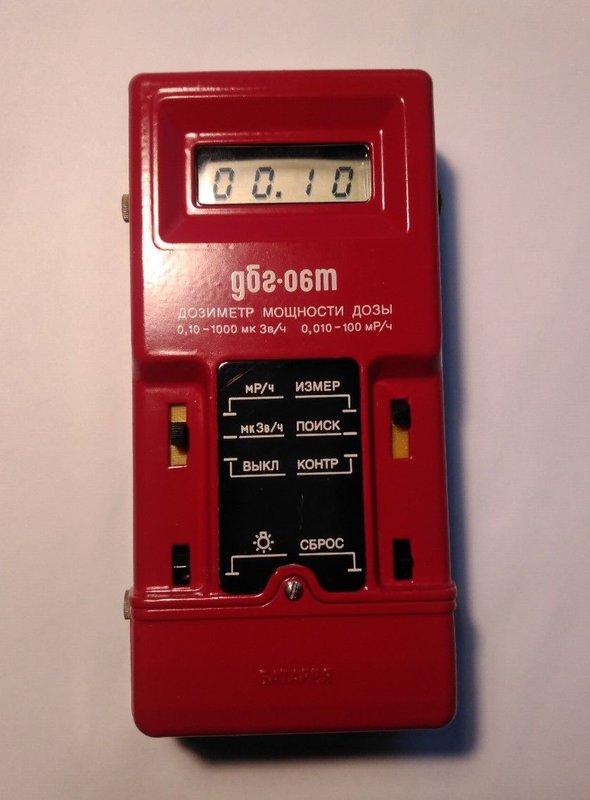 00.10
дбг-06т
ДОЗИМЕТР МОЩНОСТИ ДОЗЫ
0,10-1000 мк Зв/ч 0,010-100 мР/ч
мР/ч ИЗМЕР
мкЗв/ч ПОИСК
ВЫКЛ КОНТР
СБРОС
БАТАРЕЯ